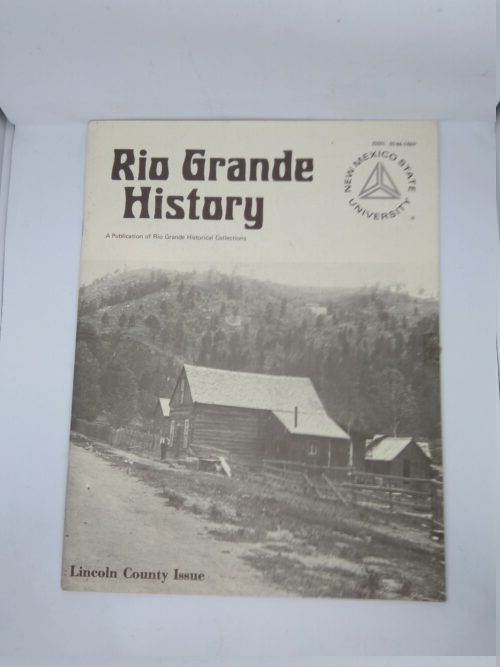 Rio Grande
History
A Publication of Rio Grande Historical Collections
NEW MEXICO STATE
UNIVERSITY
Lincoln County Issue